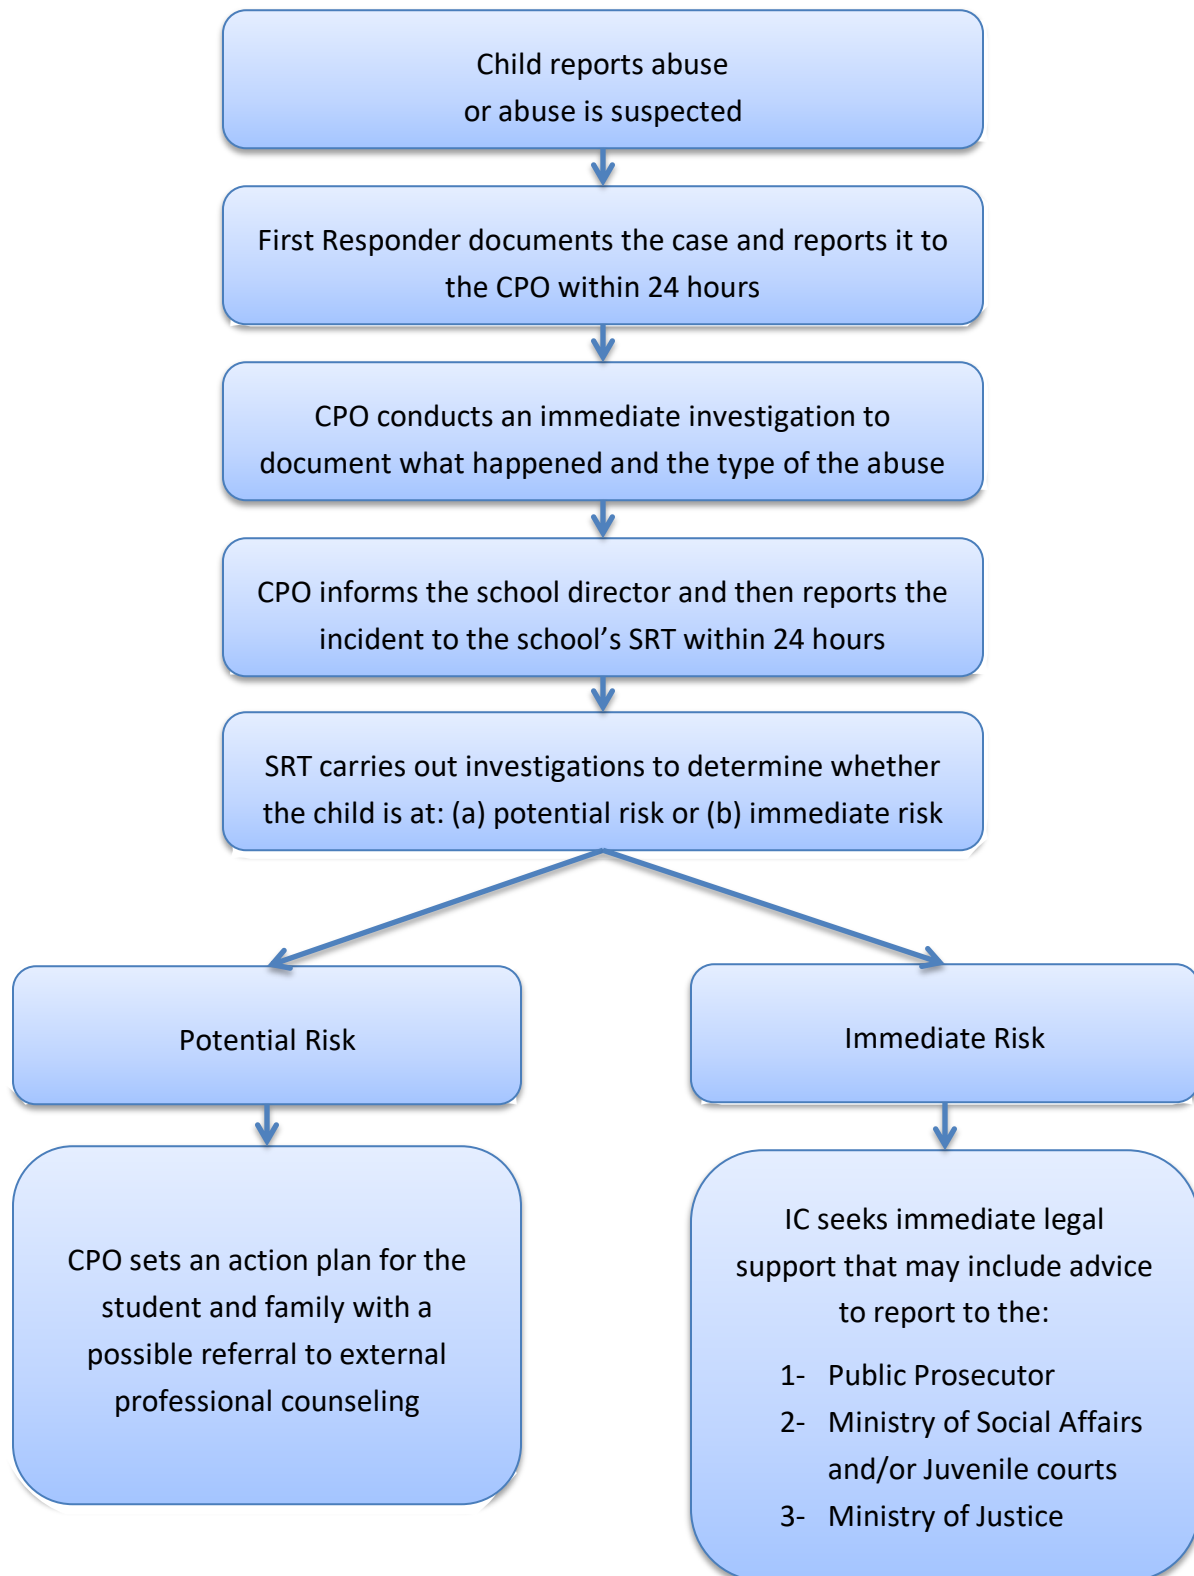 Child reports abuse
or abuse is suspected
First Responder documents the case and reports it to
the CPO within 24 hours
CPO conducts an immediate investigation to
document what happened and the type of the abuse
CPO informs the school director and then reports the
incident to the school’s SRT within 24 hours
SRT carries out investigations to determine whether
the child is at: (a) potential risk or (b) immediate risk
Potential Risk
Immediate Risk
CPO sets an action plan for the
student and family with a
possible referral to external
professional counseling
IC seeks immediate legal
support that may include advice
to report to the:
1- Public Prosecutor
2- Ministry of Social Affairs
and/or Juvenile courts
3- Ministry of Justice